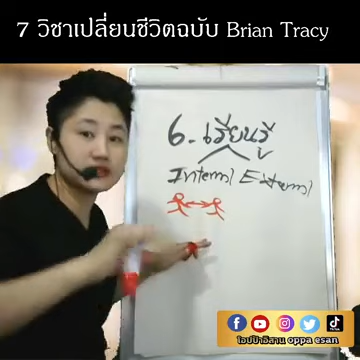 7 วิชาเปลี่ยนชีวิตฉบับ Brian Tracy
6. เรียนรู้
Internal External
TikTok
โอปป้าอีสาน oppa esan